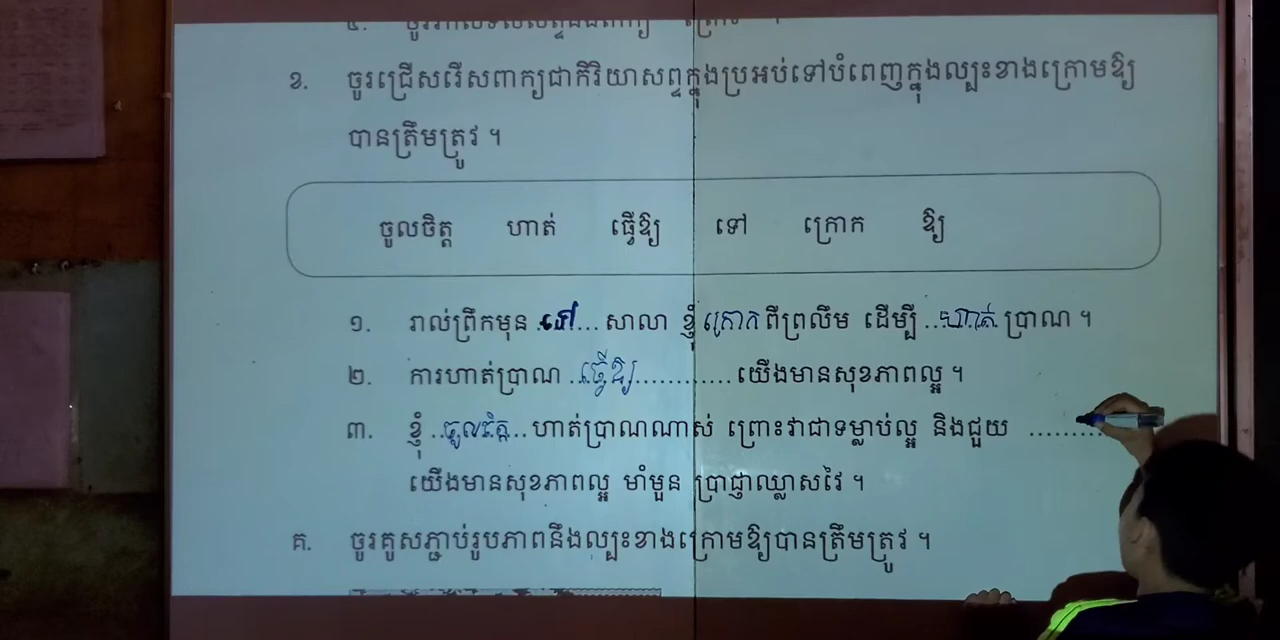 ខ. ចូរជ្រើសរើសពាក្យជាកិរិយាសព្ទក្នុងប្រអប់ទៅបំពេញក្នុងល្បះខាងក្រោមឱ្យ
បានត្រឹមត្រូវ ។
ចូលចិត្ត ហាត់ ធ្វើឱ្យ ទៅ ក្រោក ឱ្យ
១. រាល់ព្រឹកមុន ទៅ... សាលា ខ្ញុំ ក្រោក ពីព្រលឹម ដើម្បី ...ហាត់ ប្រាណ ។
២. ការហាត់ប្រាណ ..ធ្វើឱ្យ............ យើងមានសុខភាពល្អ ។
៣. ខ្ញុំ ..ចូលចិត្ត.. ហាត់ប្រាណណាស់ ព្រោះវាជាទម្លាប់ល្អ និងជួយ .........
យើងមានសុខភាពល្អ មាំមួន ប្រាជ្ញាឈ្លាសវៃ ។
គ. ចូរគូសភ្ជាប់រូបភាពនឹងល្បះខាងក្រោមឱ្យបានត្រឹមត្រូវ ។